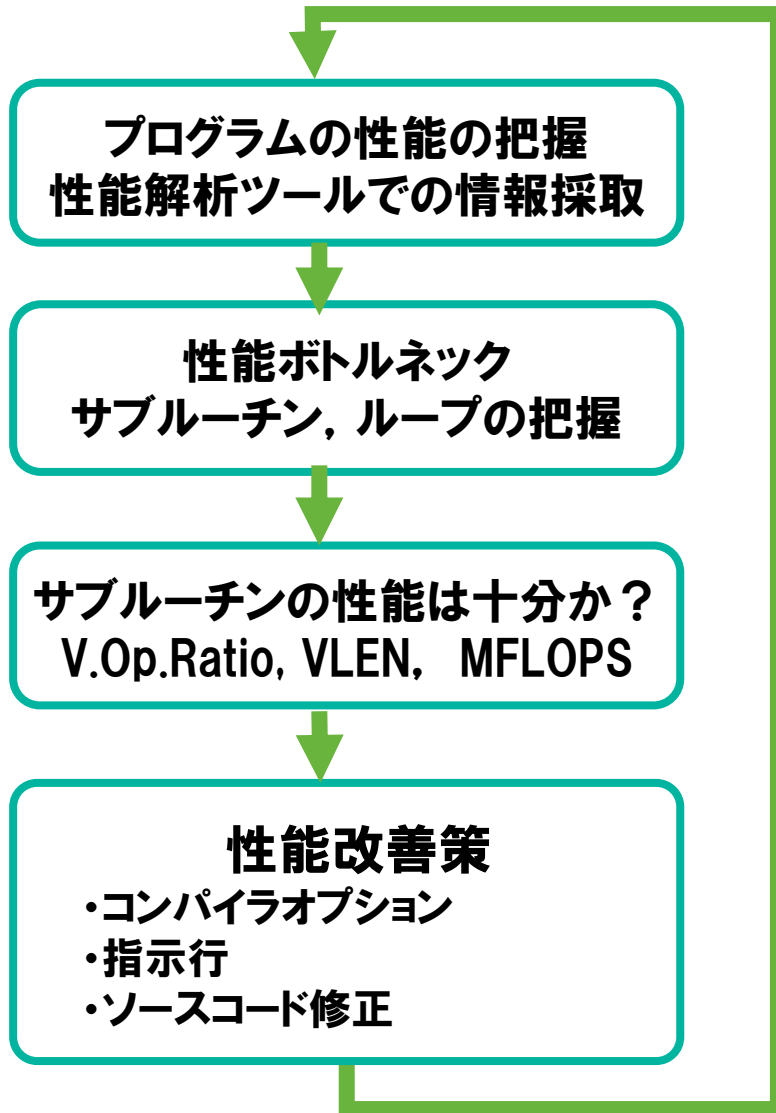 プログラムの性能の把握
性能解析ツールでの情報採取
性能ボトルネック
サブルーチン, ループの把握
サブルーチンの性能は十分か？
V.Op.Ratio, VLEN, MFLOPS
性能改善策
・コンパイラオプション
・指示行
・ソースコード修正